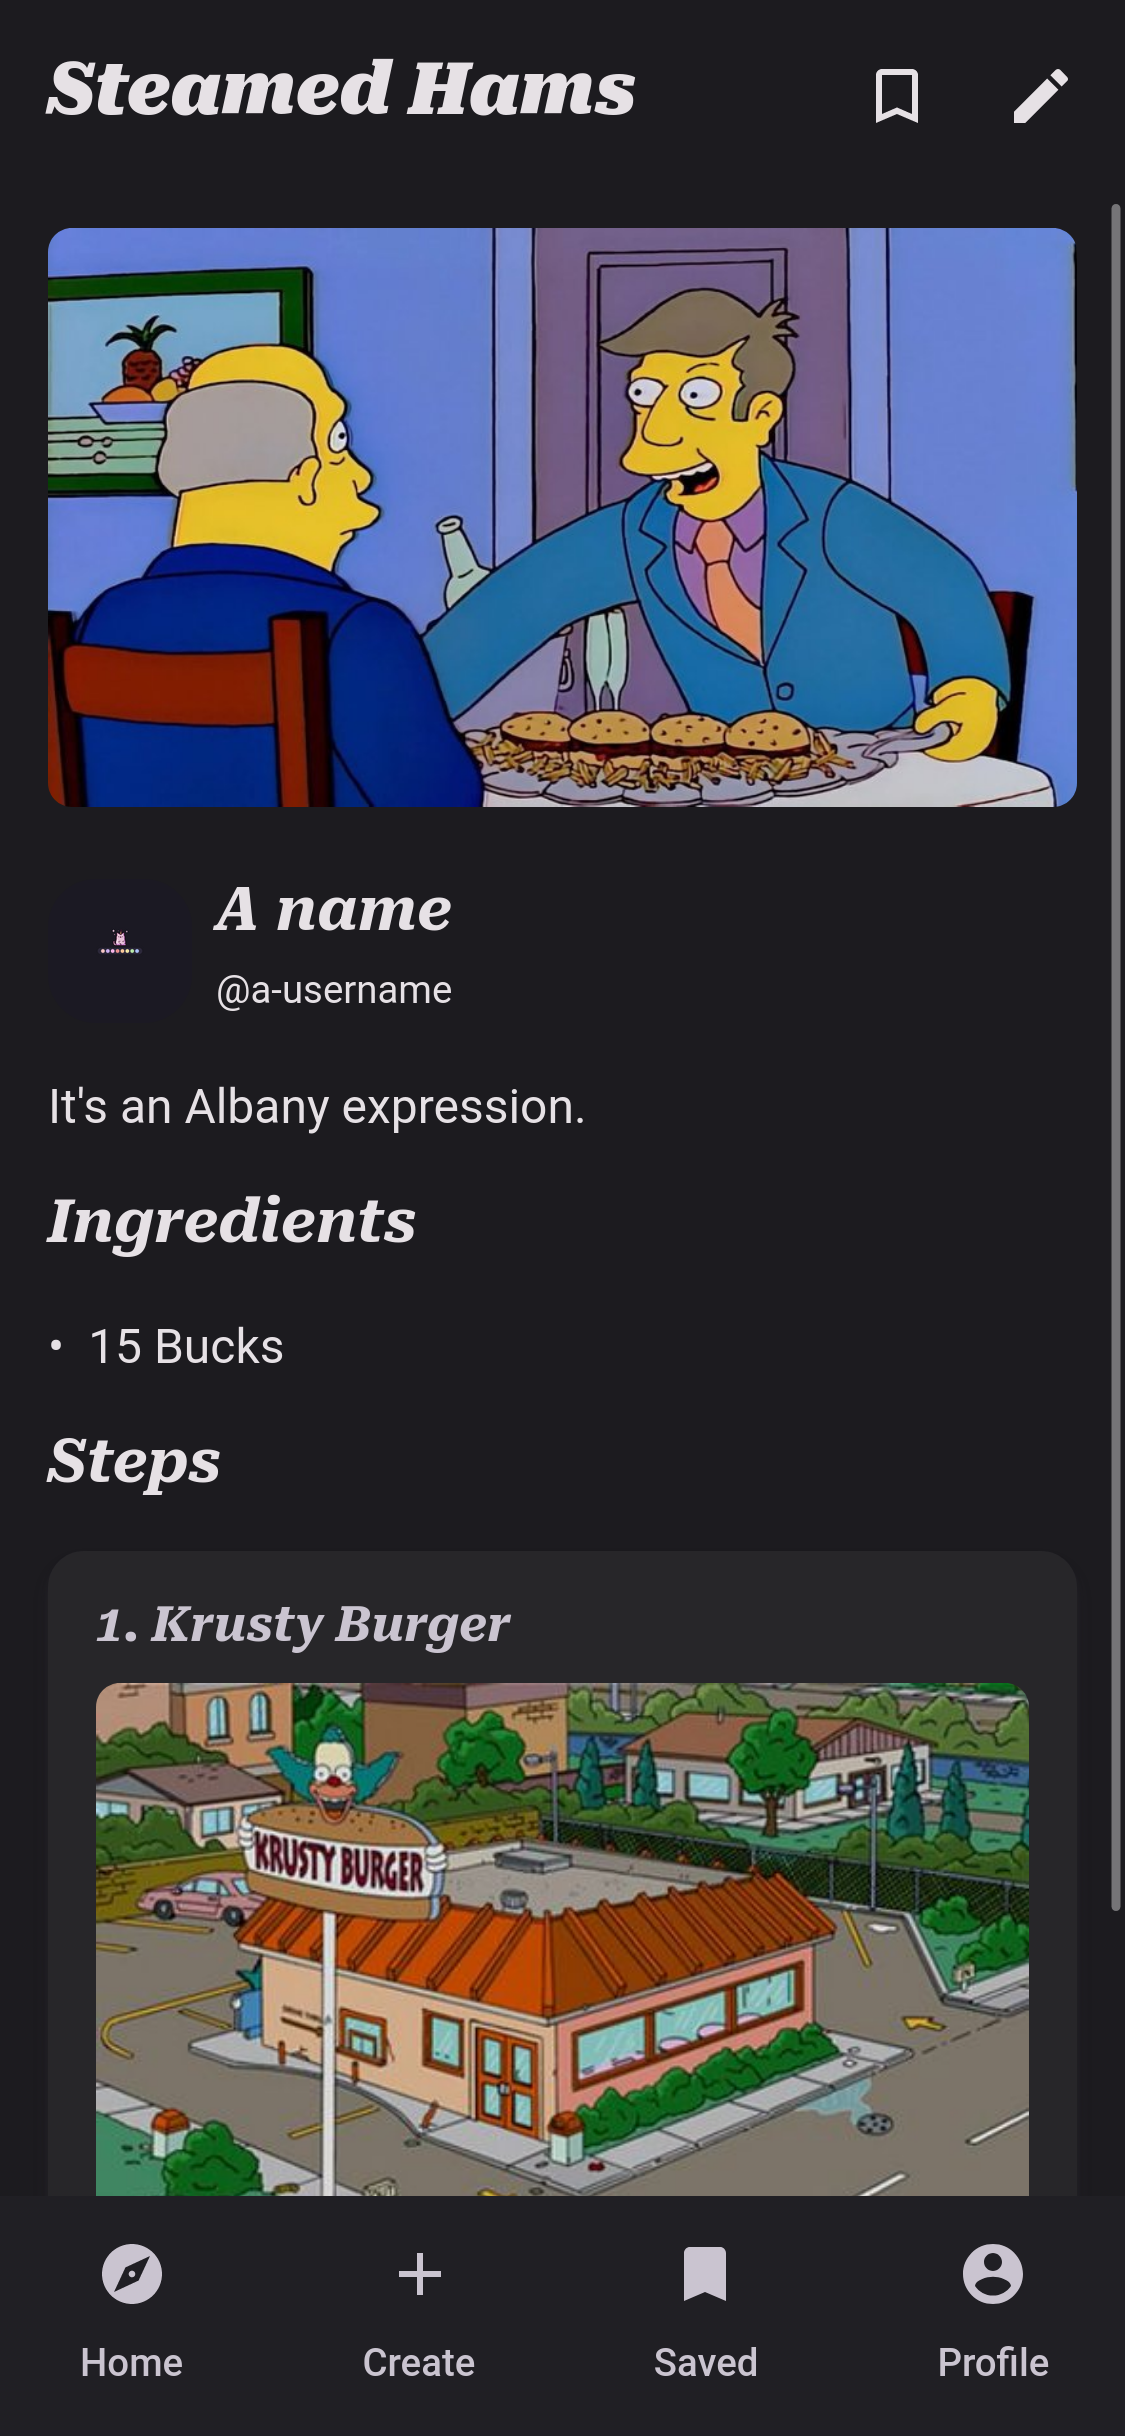 Steamed Hams
A name
@a-username
It's an Albany expression.
Ingredients
• 15 Bucks
Steps
1. Krusty Burger
KRUSTY BURGER
Home
Create
Saved
Profile